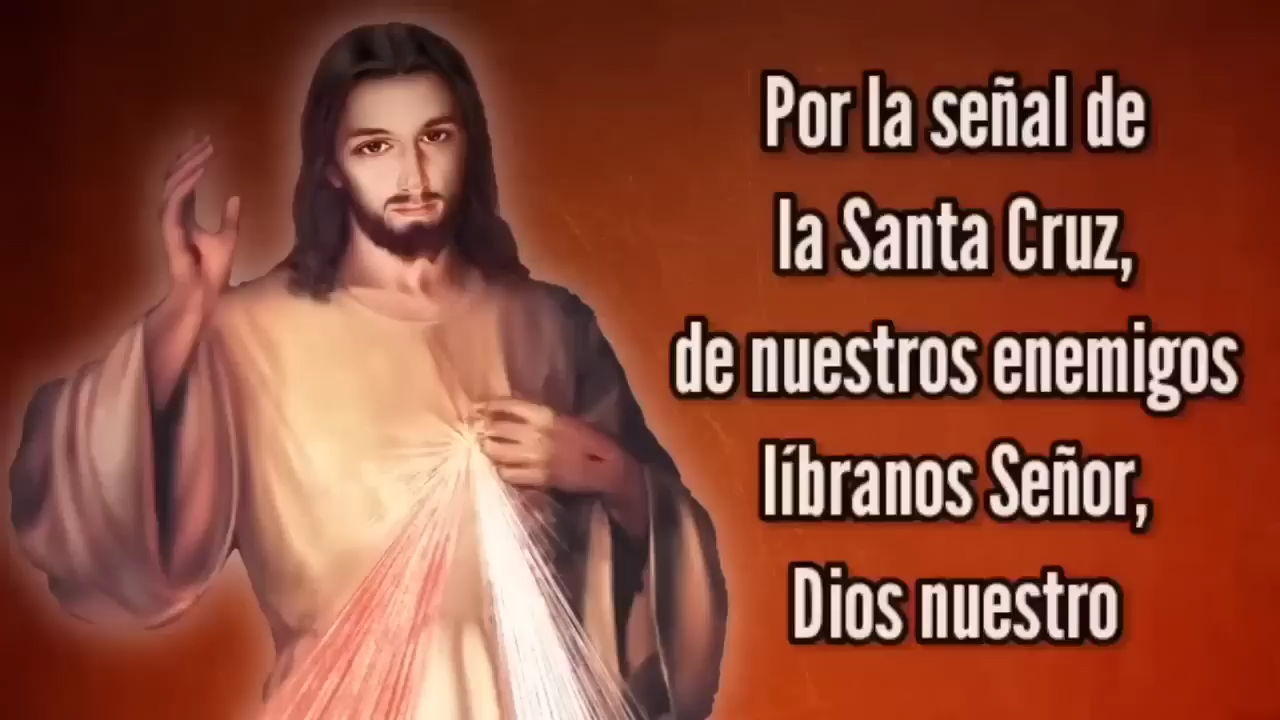 Por la señal de
la Santa Cruz,
de nuestros enemigos
líbranos Señor,
Dios nuestro